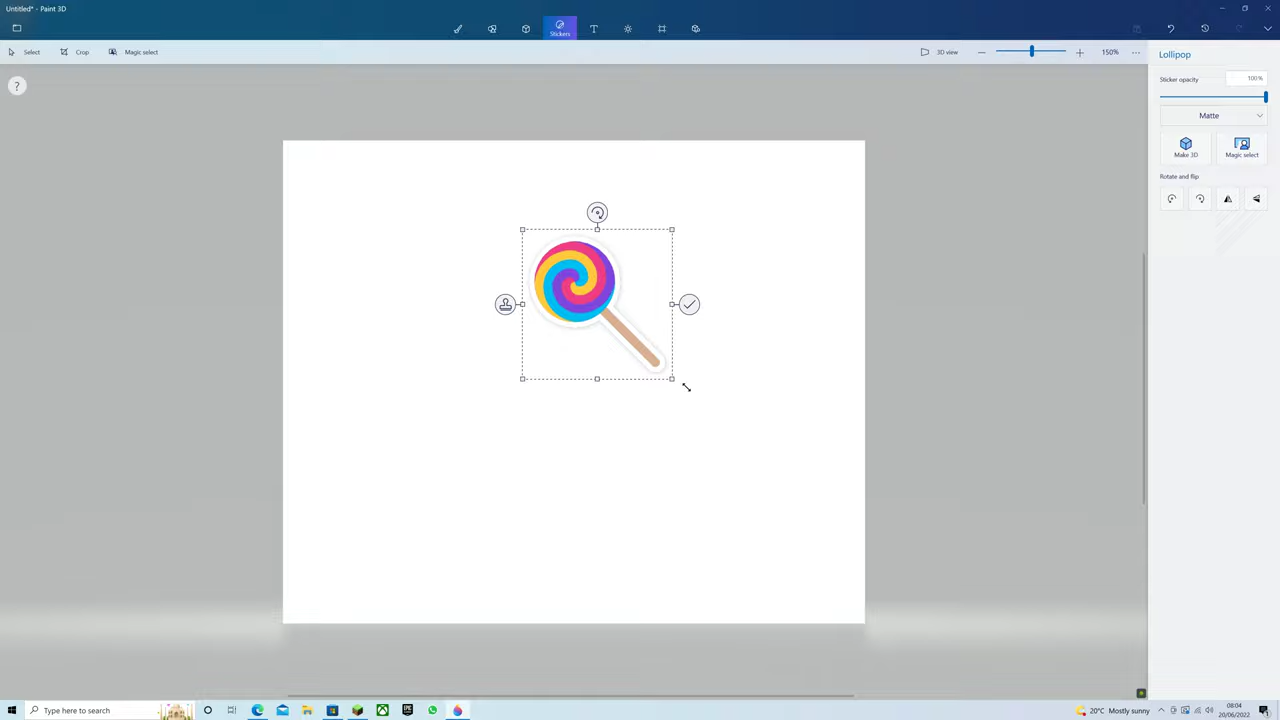 Untitled* - Paint 3D
Stickers
Select
Crop
Magic select
3D view
150%
?
Lollipop
Sticker opacity
100%
Matte
Make 3D
Magic select
Rotate and flip
Type here to search
EPIC
20°C Mostly sunny
08:04
20/06/2022